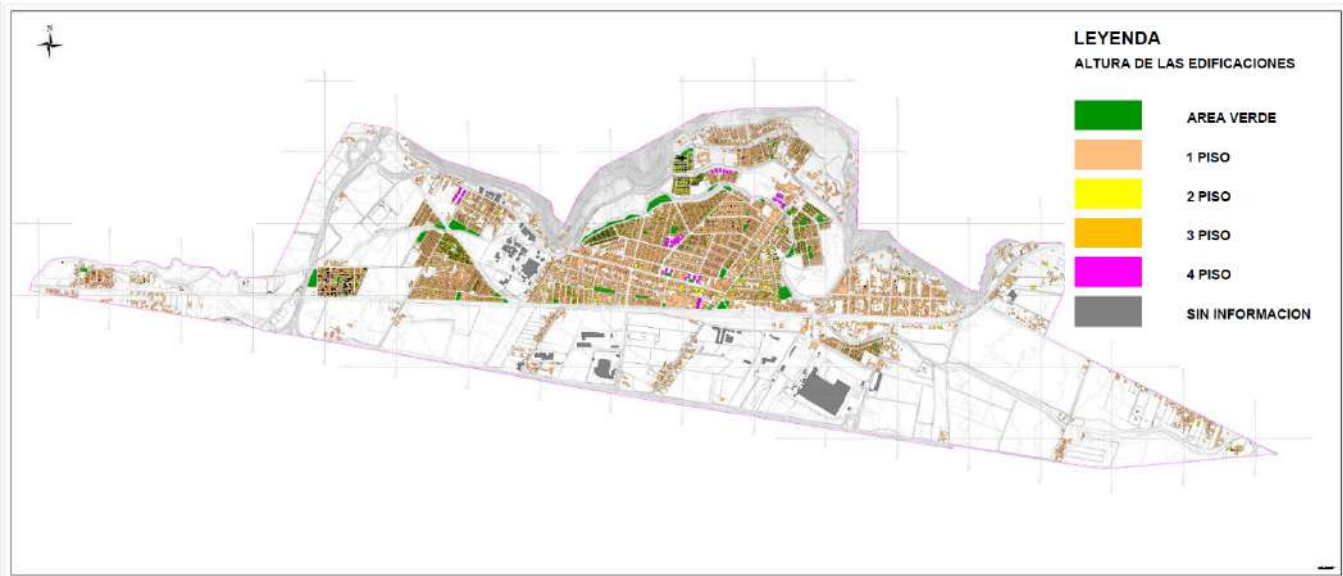 N
LEYENDA
ALTURA DE LAS EDIFICACIONES
AREA VERDE
1 PISO
2 PISO
3 PISO
4 PISO
SIN INFORMACION